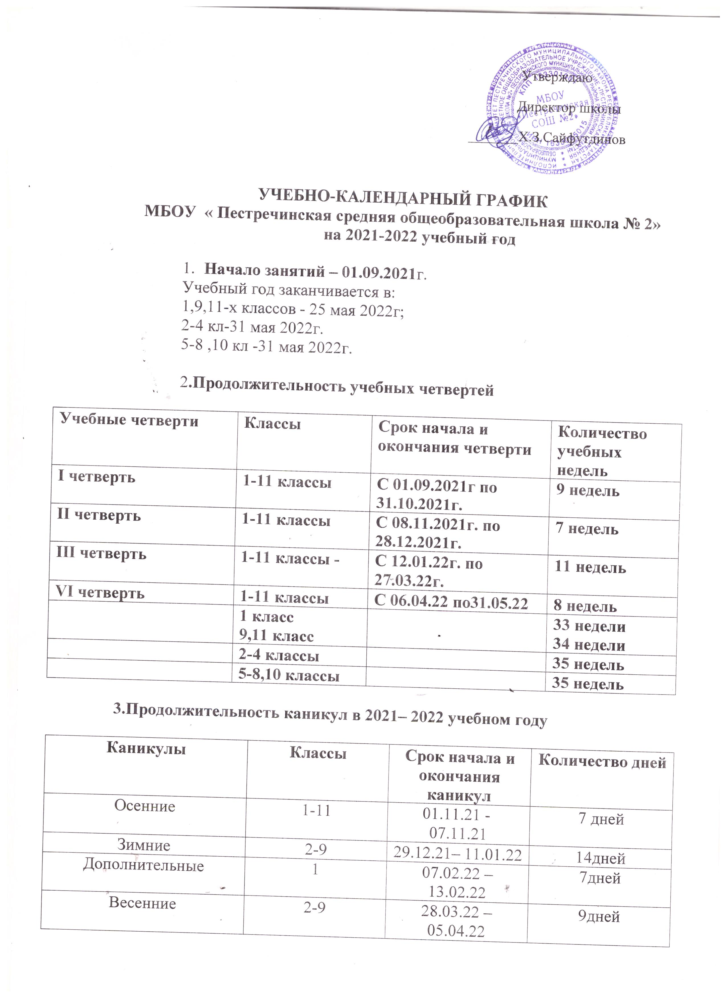 Утверждаю
Директор школы
Х.З.Сайфутдинов
МБОУ
«Пестречинская
СОШ №2»
УЧЕБНО-КАЛЕНДАРНЫЙ ГРАФИК
МБОУ « Пестречинская средняя общеобразовательная школа № 2»
на 2021-2022 учебный год
1. Начало занятий – 01.09.2021г.
Учебный год заканчивается в:
1,9,11-х классов - 25 мая 2022г;
2-4 кл-31 мая 2022г.
5-8 ,10 кл -31 мая 2022г.
2.Продолжительность учебных четвертей
Учебные четверти Классы Срок начала и Количество
окончания четверти учебных
недель
I четверть 1-11 классы С 01.09.2021г по 9 недель
31.10.2021г.
II четверть 1-11 классы С 08.11.2021г. по 7 недель
28.12.2021г.
III четверть 1-11 классы - С 12.01.22г. по 11 недель
27.03.22г.
VI четверть 1-11 классы С 06.04.22 по31.05.22 8 недель
1 класс 33 недели
9,11 класс 34 недели
2-4 классы 35 недель
5-8,10 классы 35 недель
3.Продолжительность каникул в 2021– 2022 учебном году
Каникулы Классы Срок начала и Количество дней
окончания
каникул
Осенние 1-11 01.11.21 - 7 дней
07.11.21
Зимние 2-9 29.12.21– 11.01.22 14дней
Дополнительные 1 07.02.22 – 7дней
13.02.22
Весенние 2-9 28.03.22 – 9дней
05.04.22